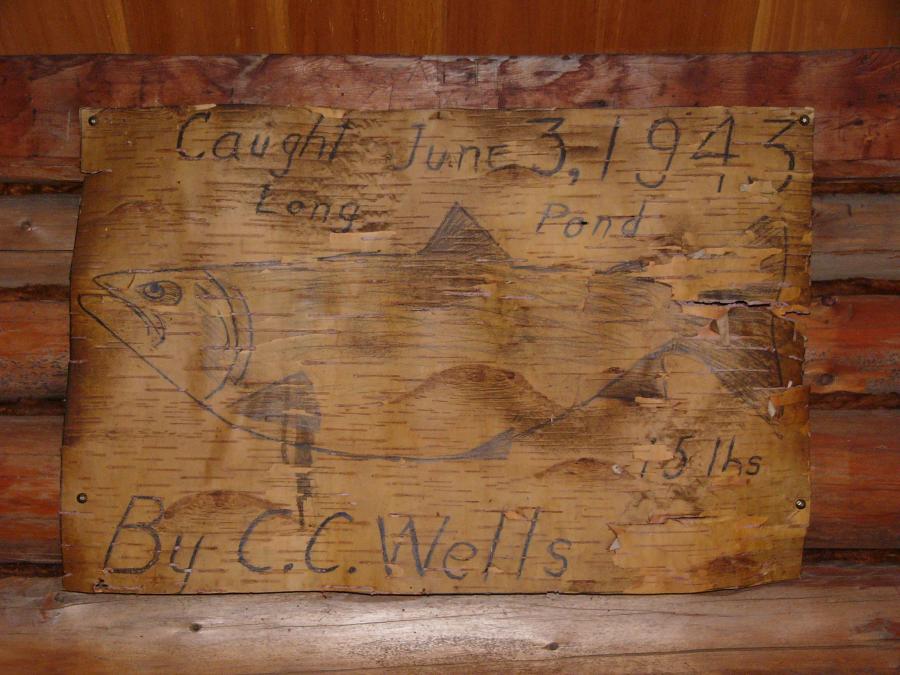 Caught June 3, 1943
Long Pond
15 lbs
By C.C. Wells